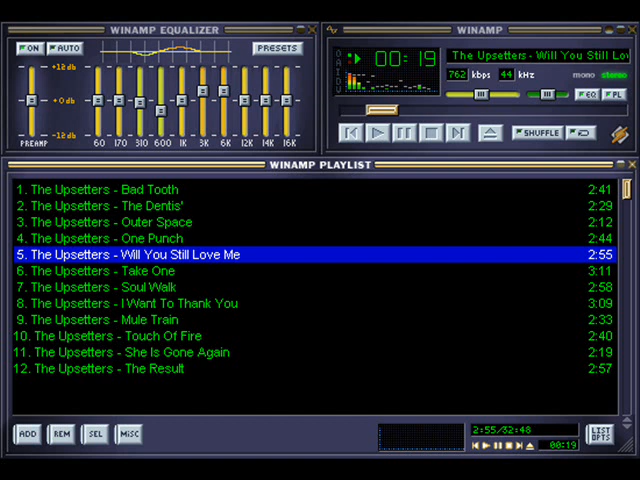 WINAMP EQUALIZER
ON AUTO PRESETS
+12db
+0db
-12db
PREAMP 60 170 310 600 1K 3K 6K 12K 14K 16K
WINAMP
O A I D V
00:19
The Upsetters - Will You Still Lov
762 kbps 44 kHz mono stereo
EQ PL
SHUFFLE
WINAMP PLAYLIST
1. The Upsetters - Bad Tooth 2:41
2. The Upsetters - The Dentis' 2:29
3. The Upsetters - Outer Space 2:12
4. The Upsetters - One Punch 2:44
5. The Upsetters - Will You Still Love Me 2:55
6. The Upsetters - Take One 3:11
7. The Upsetters - Soul Walk 2:58
8. The Upsetters - I Want To Thank You 3:09
9. The Upsetters - Mule Train 2:33
10. The Upsetters - Touch Of Fire 2:40
11. The Upsetters - She Is Gone Again 2:19
12. The Upsetters - The Result 2:57
ADD REM SEL MISC
2:55/32:48
00:19
LIST OPTS